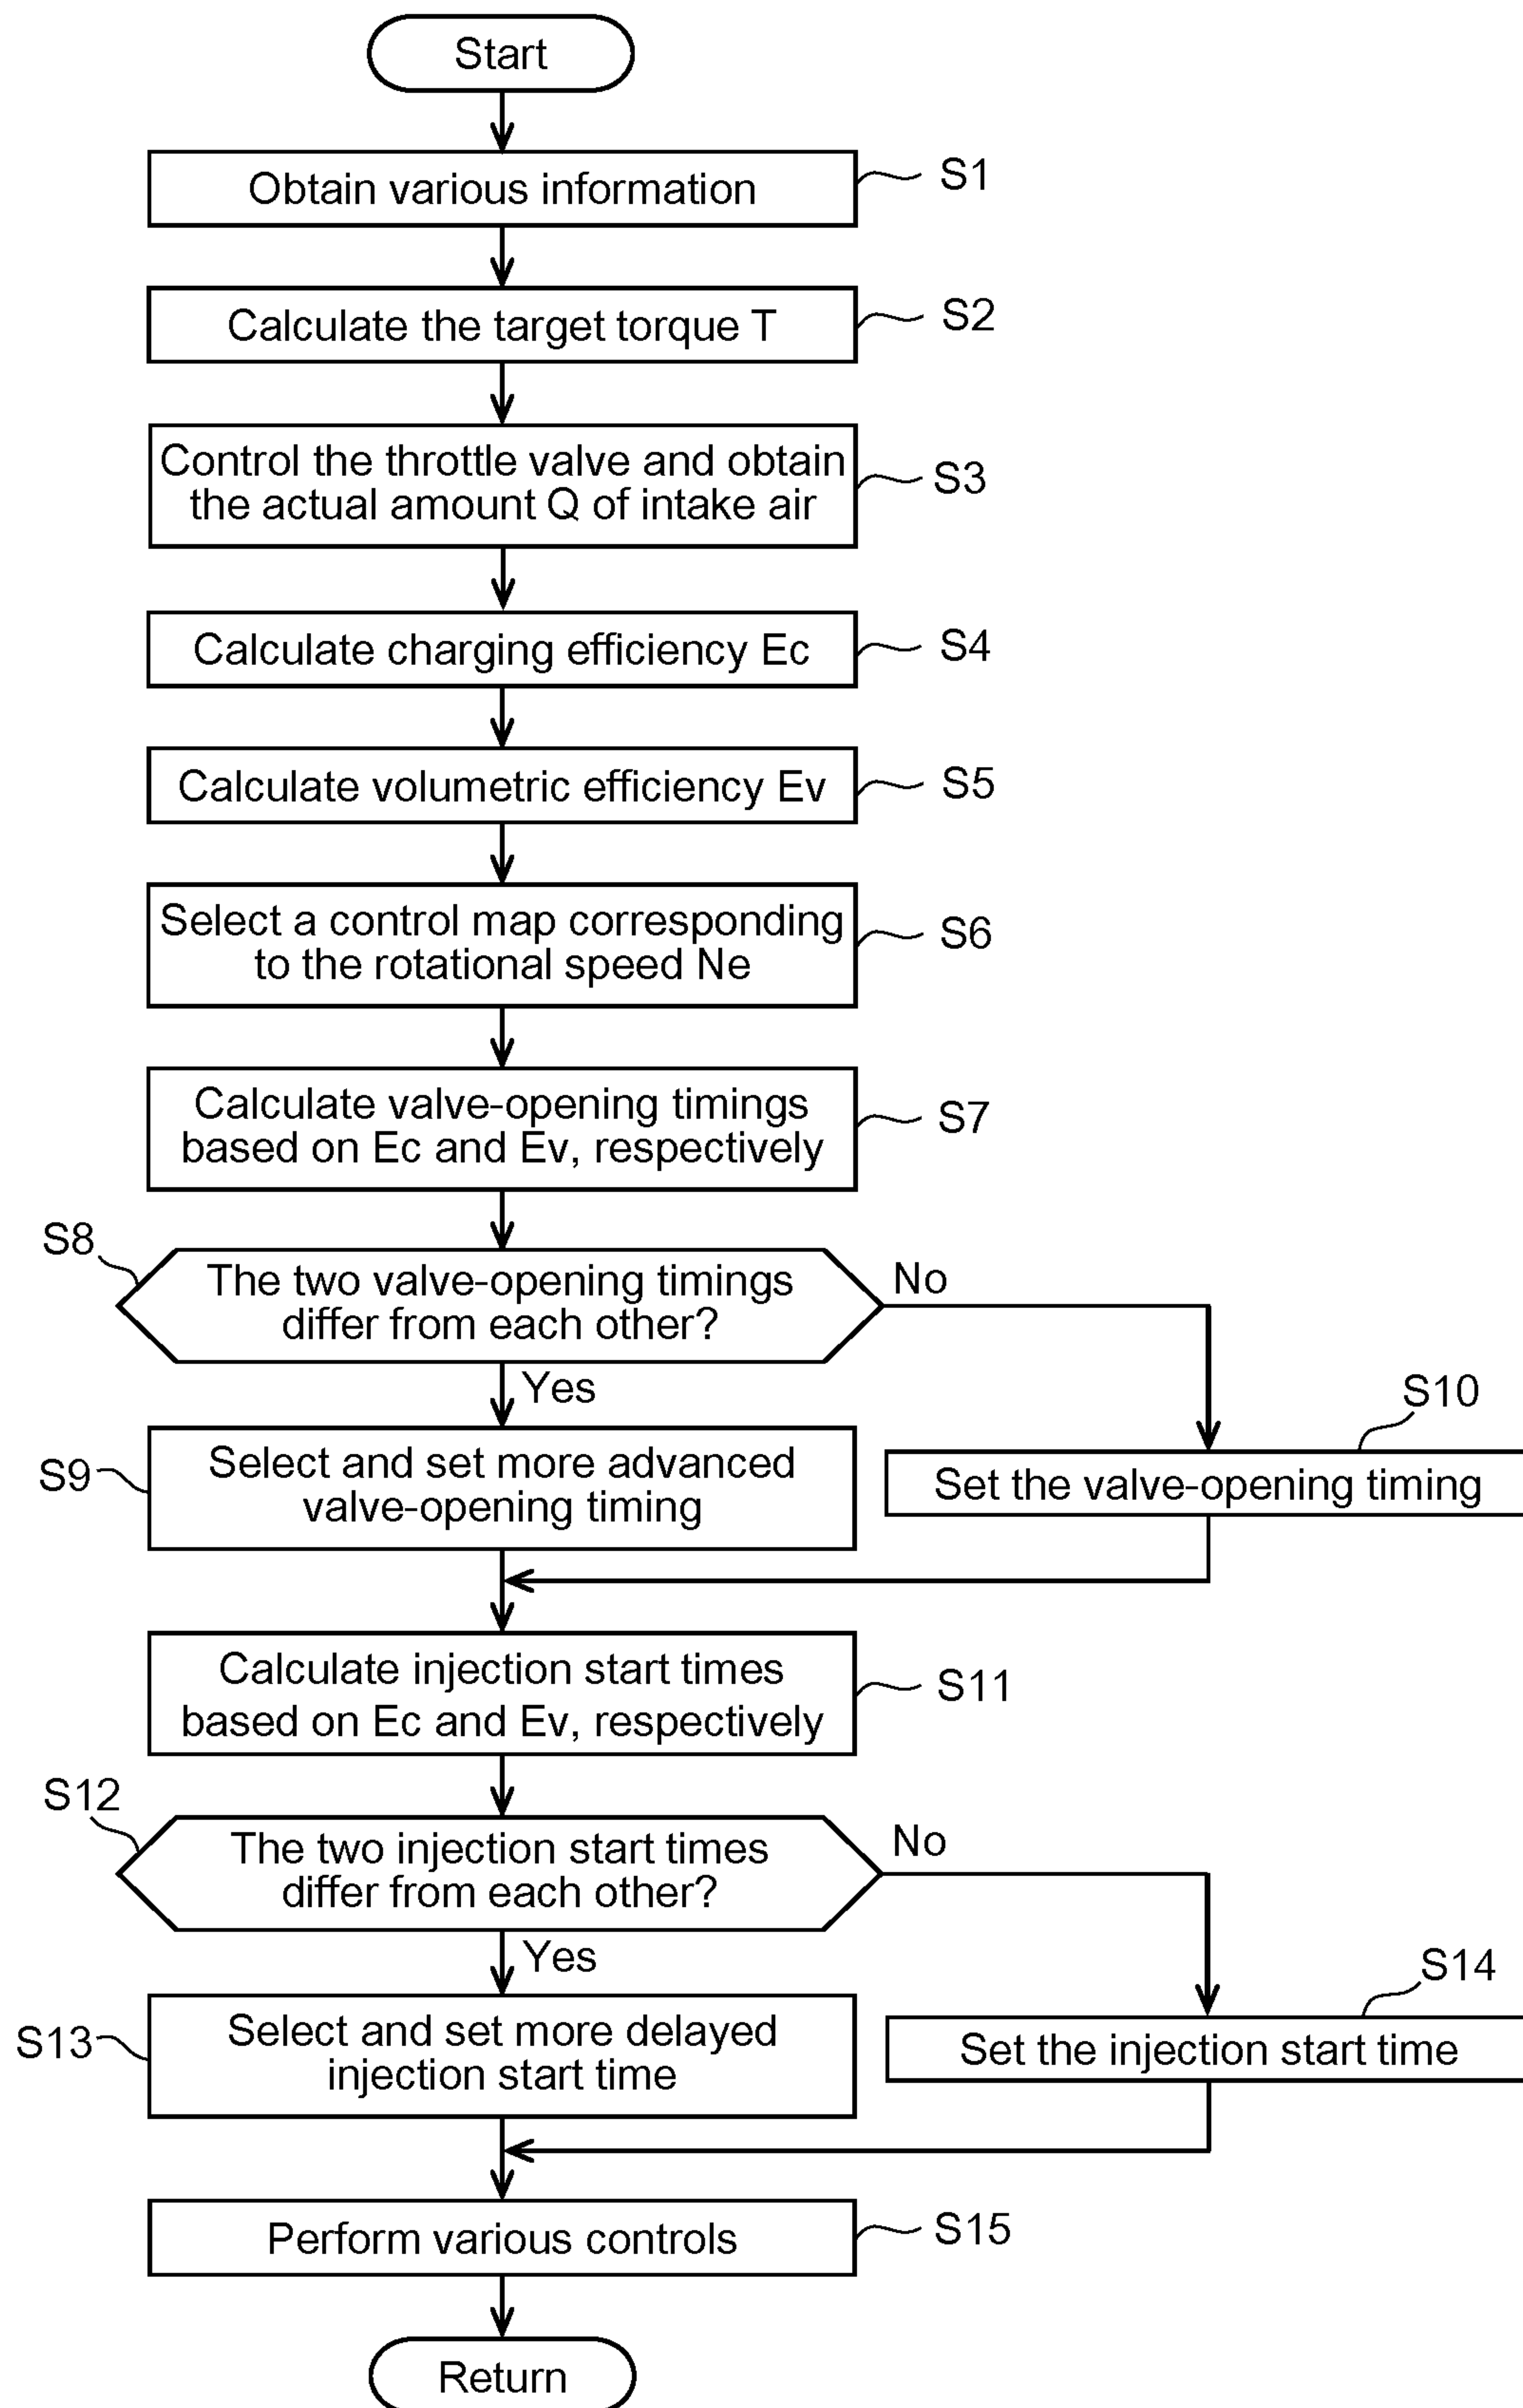 Start
Obtain various information
S1
Calculate the target torque T
S2
Control the throttle valve and obtain
the actual amount Q of intake air
S3
Calculate charging efficiency Ec
S4
Calculate volumetric efficiency Ev
S5
Select a control map corresponding
to the rotational speed Ne
S6
Calculate valve-opening timings
based on Ec and Ev, respectively
S7
S8
The two valve-opening timings
differ from each other?
No
Yes
S10
S9
Select and set more advanced
valve-opening timing
Set the valve-opening timing
Calculate injection start times
based on Ec and Ev, respectively
S11
S12
The two injection start times
differ from each other?
No
Yes
S14
S13
Select and set more delayed
injection start time
Set the injection start time
Perform various controls
S15
Return